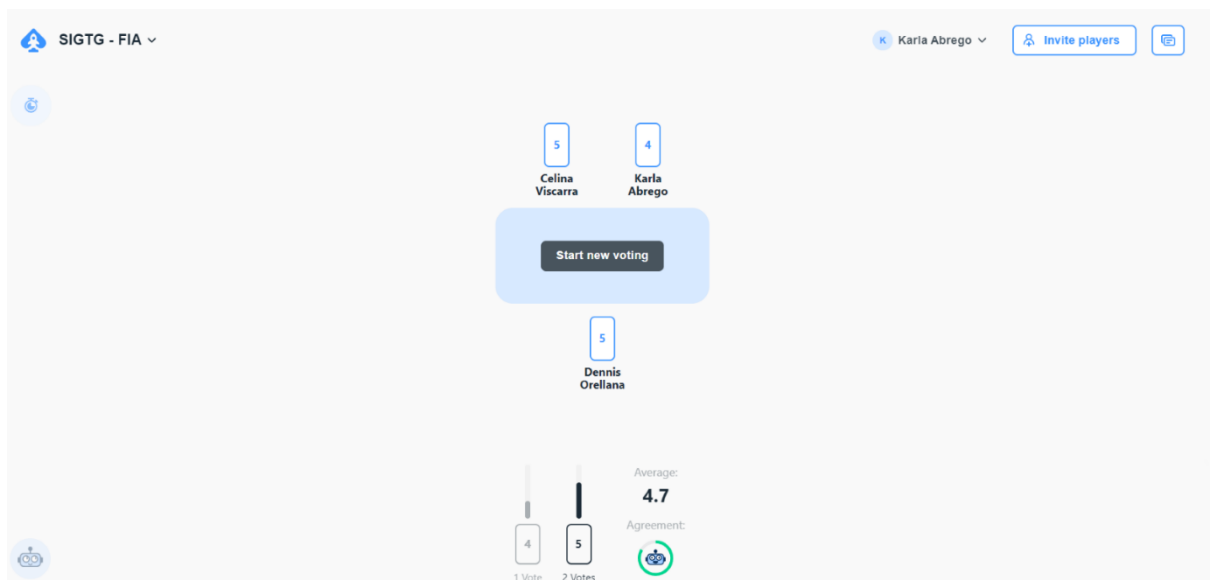 SIGTG - FIA
K Karla Abrego
Invite players
5
4
Celina
Viscarra
Karla
Abrego
Start new voting
5
Dennis
Orellana
Average:
4.7
Agreement:
4
5
1 Vote
2 Votes